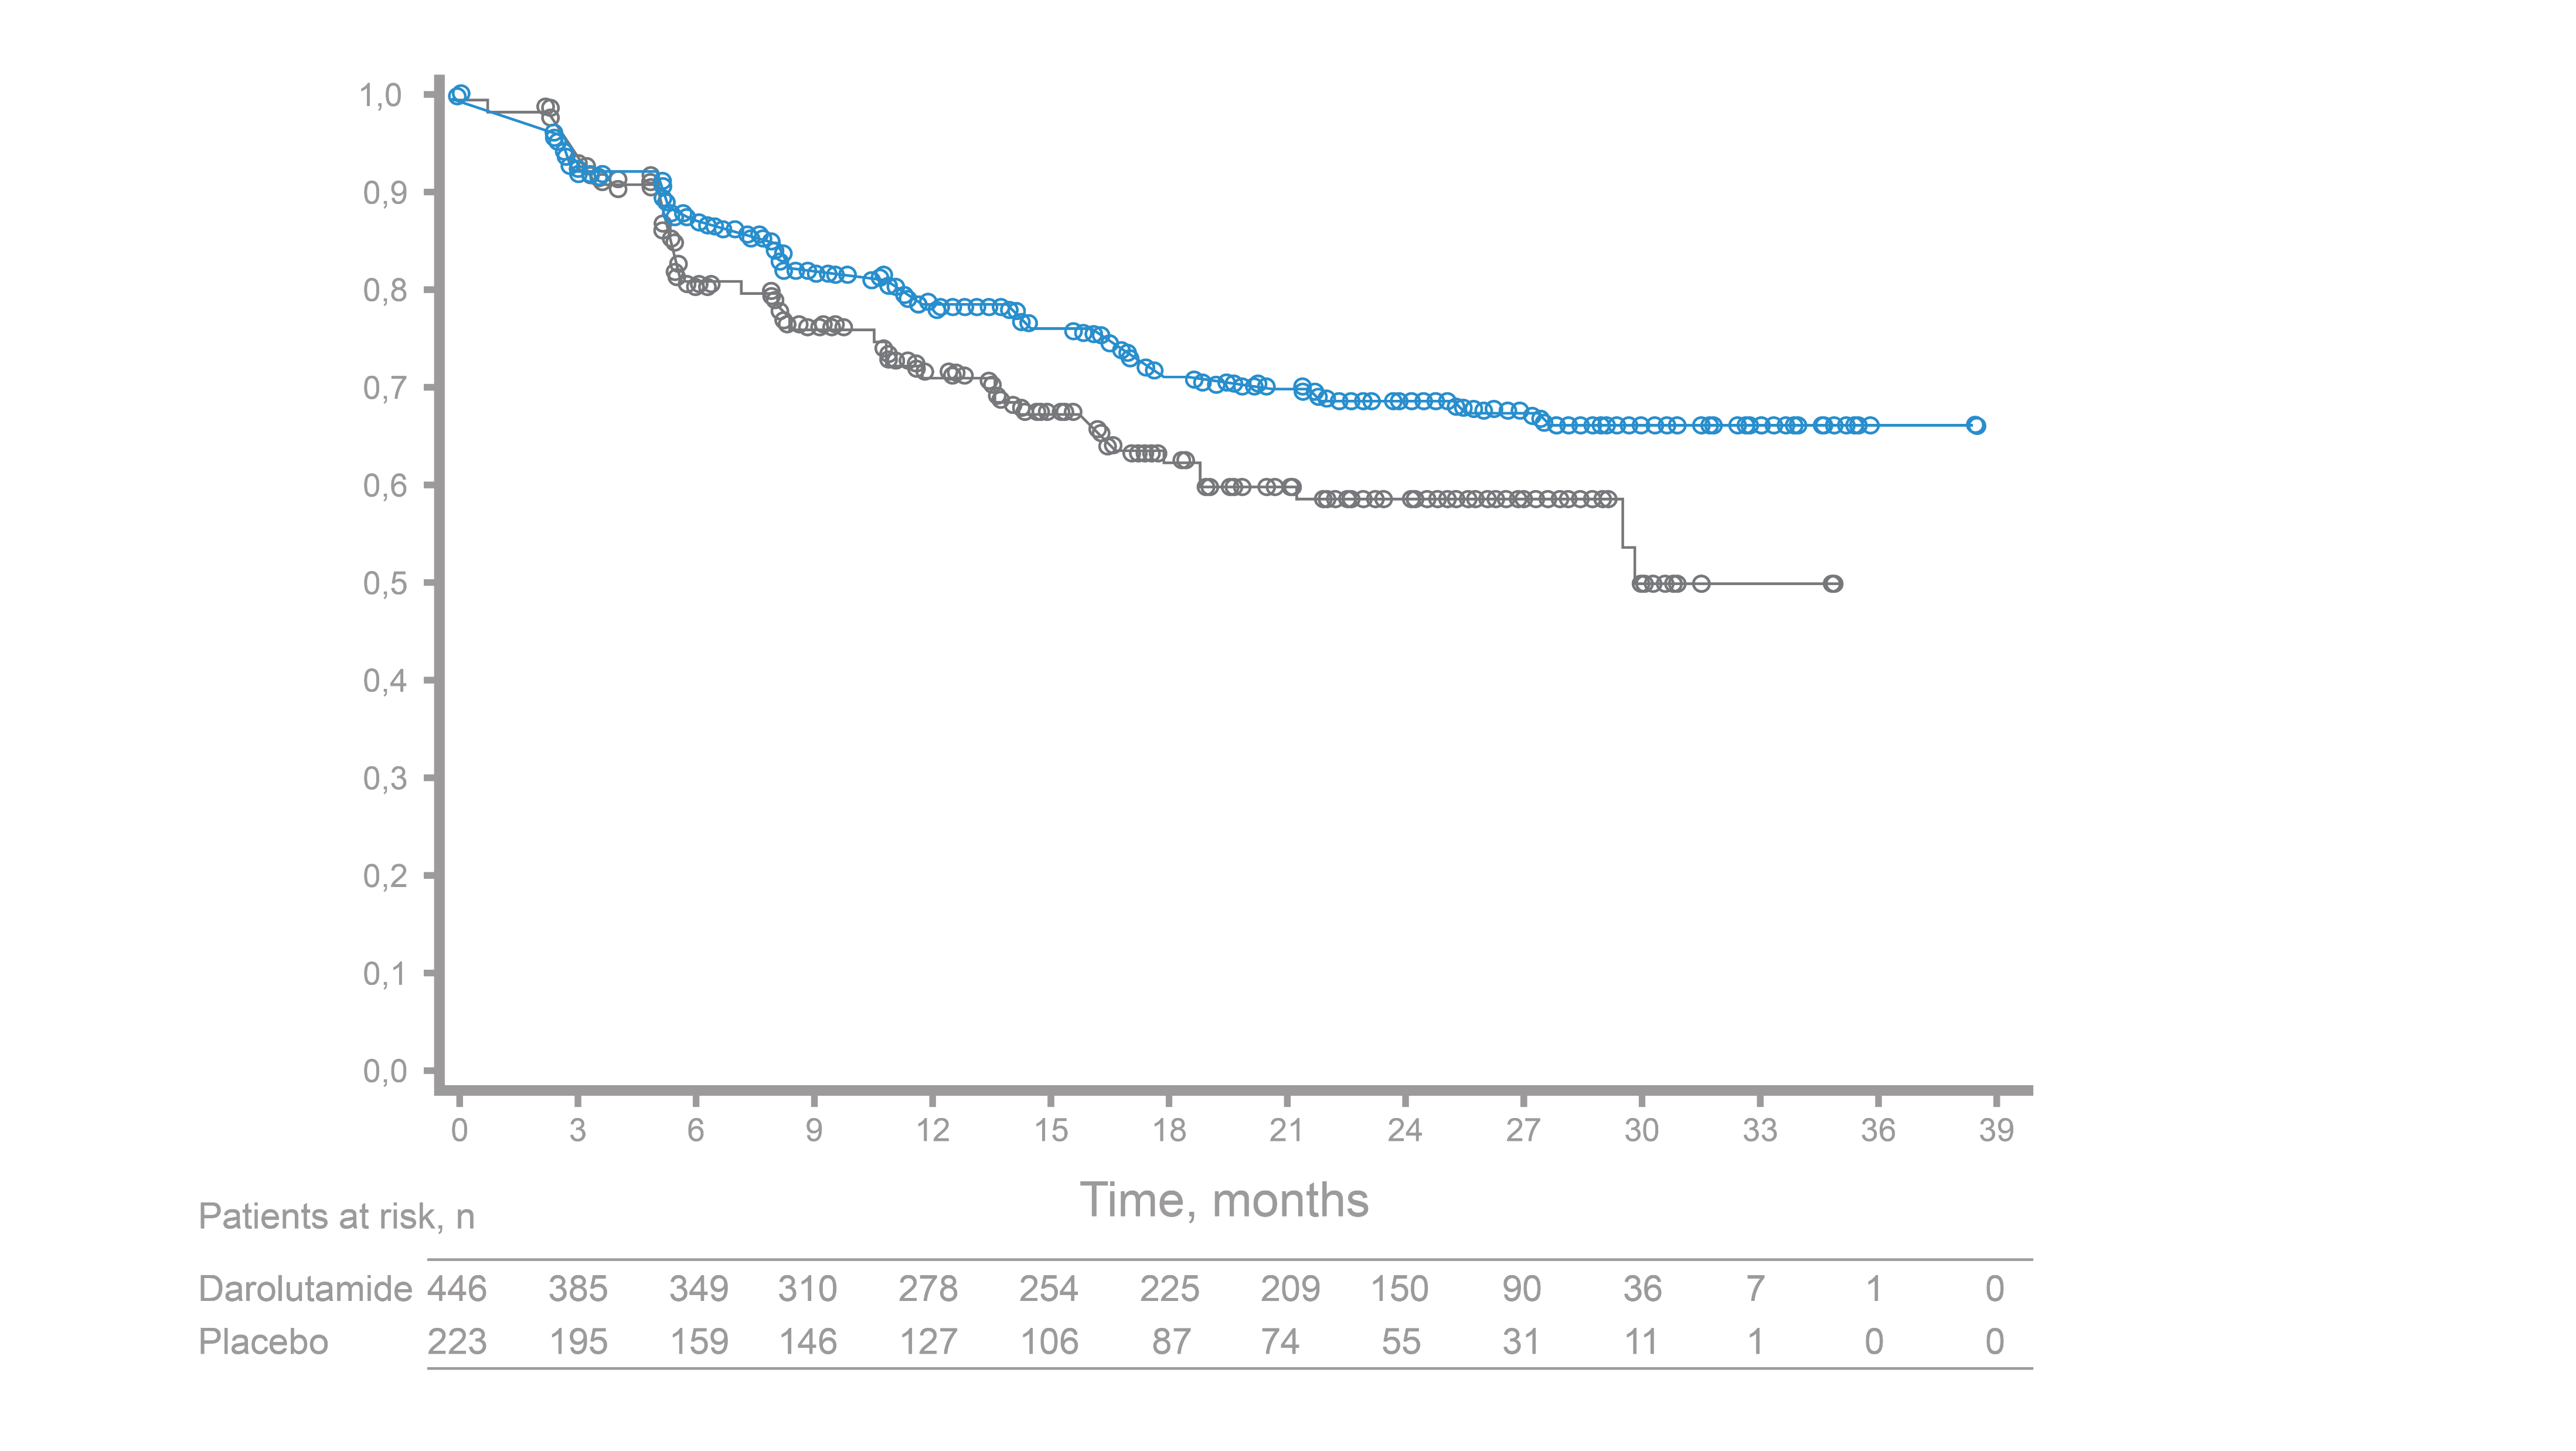 1,0
0,9
0,8
0,7
0,6
0,5
0,4
0,3
0,2
0,1
0,0
0 3 6 9 12 15 18 21 24 27 30 33 36 39
Time, months
Patients at risk, n
Darolutamide 446 385 349 310 278 254 225 209 150 90 36 7 1 0
Placebo 223 195 159 146 127 106 87 74 55 31 11 1 0 0